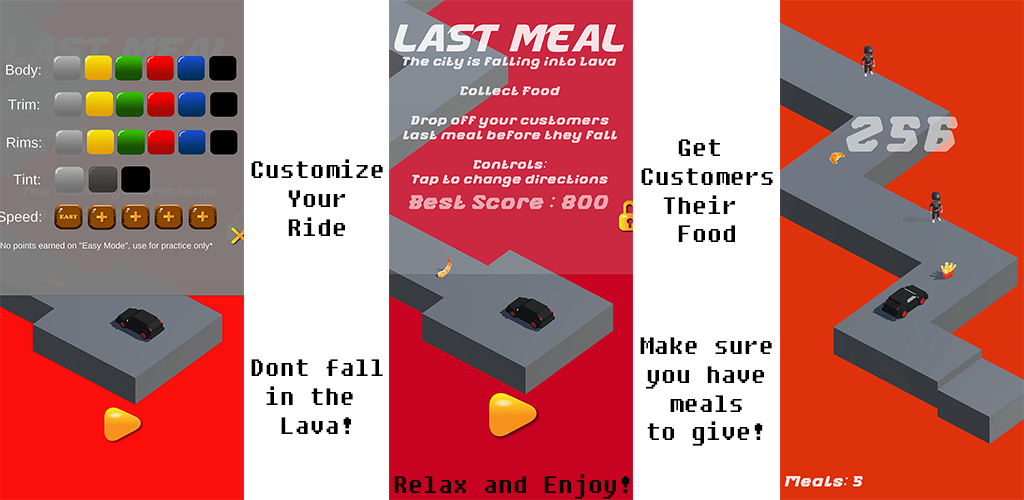 Body:
Trim:
Rims:
Tint:
Speed:
EASY
No points earned on "Easy Mode", use for practice only*
Customize
Your
Ride
Dont fall
in the
Lava!
LAST MEAL
The city is falling into Lava
Collect Food
Drop off your customers
last meal before they fall
Controls:
Tap to change directions
Best Score : 800
Relax and Enjoy!
Get
Customers
Their
Food
Make sure
you have
meals
to give!
256
Meals: 5